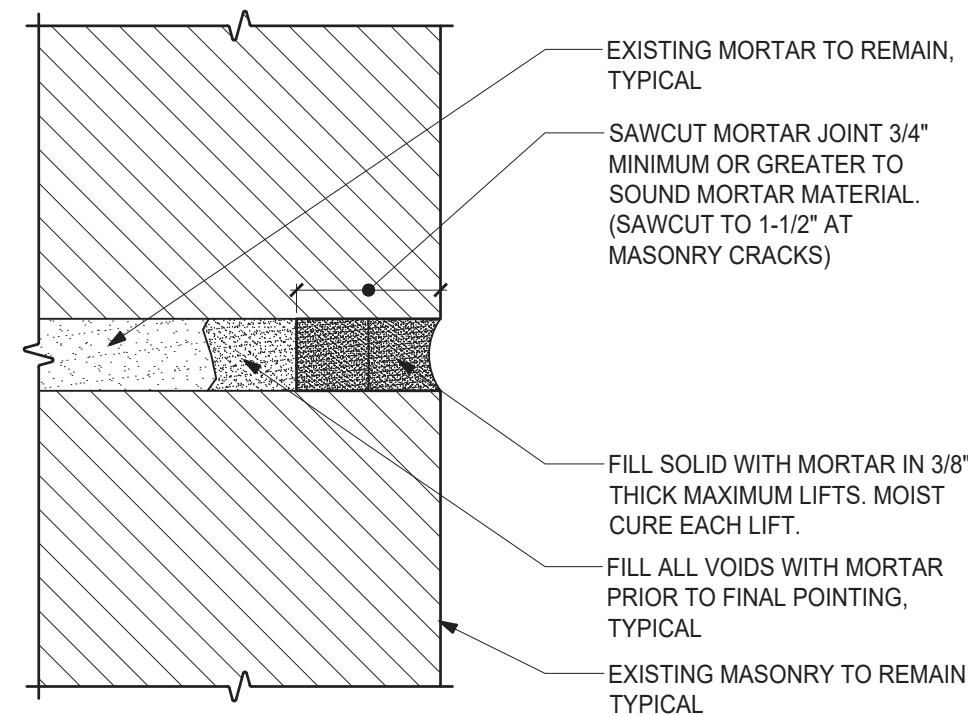 EXISTING MORTAR TO REMAIN,
TYPICAL
SAWCUT MORTAR JOINT 3/4"
MINIMUM OR GREATER TO
SOUND MORTAR MATERIAL.
(SAWCUT TO 1-1/2" AT
MASONRY CRACKS)
FILL SOLID WITH MORTAR IN 3/8"
THICK MAXIMUM LIFTS. MOIST
CURE EACH LIFT.
FILL ALL VOIDS WITH MORTAR
PRIOR TO FINAL POINTING,
TYPICAL
EXISTING MASONRY TO REMAIN
TYPICAL